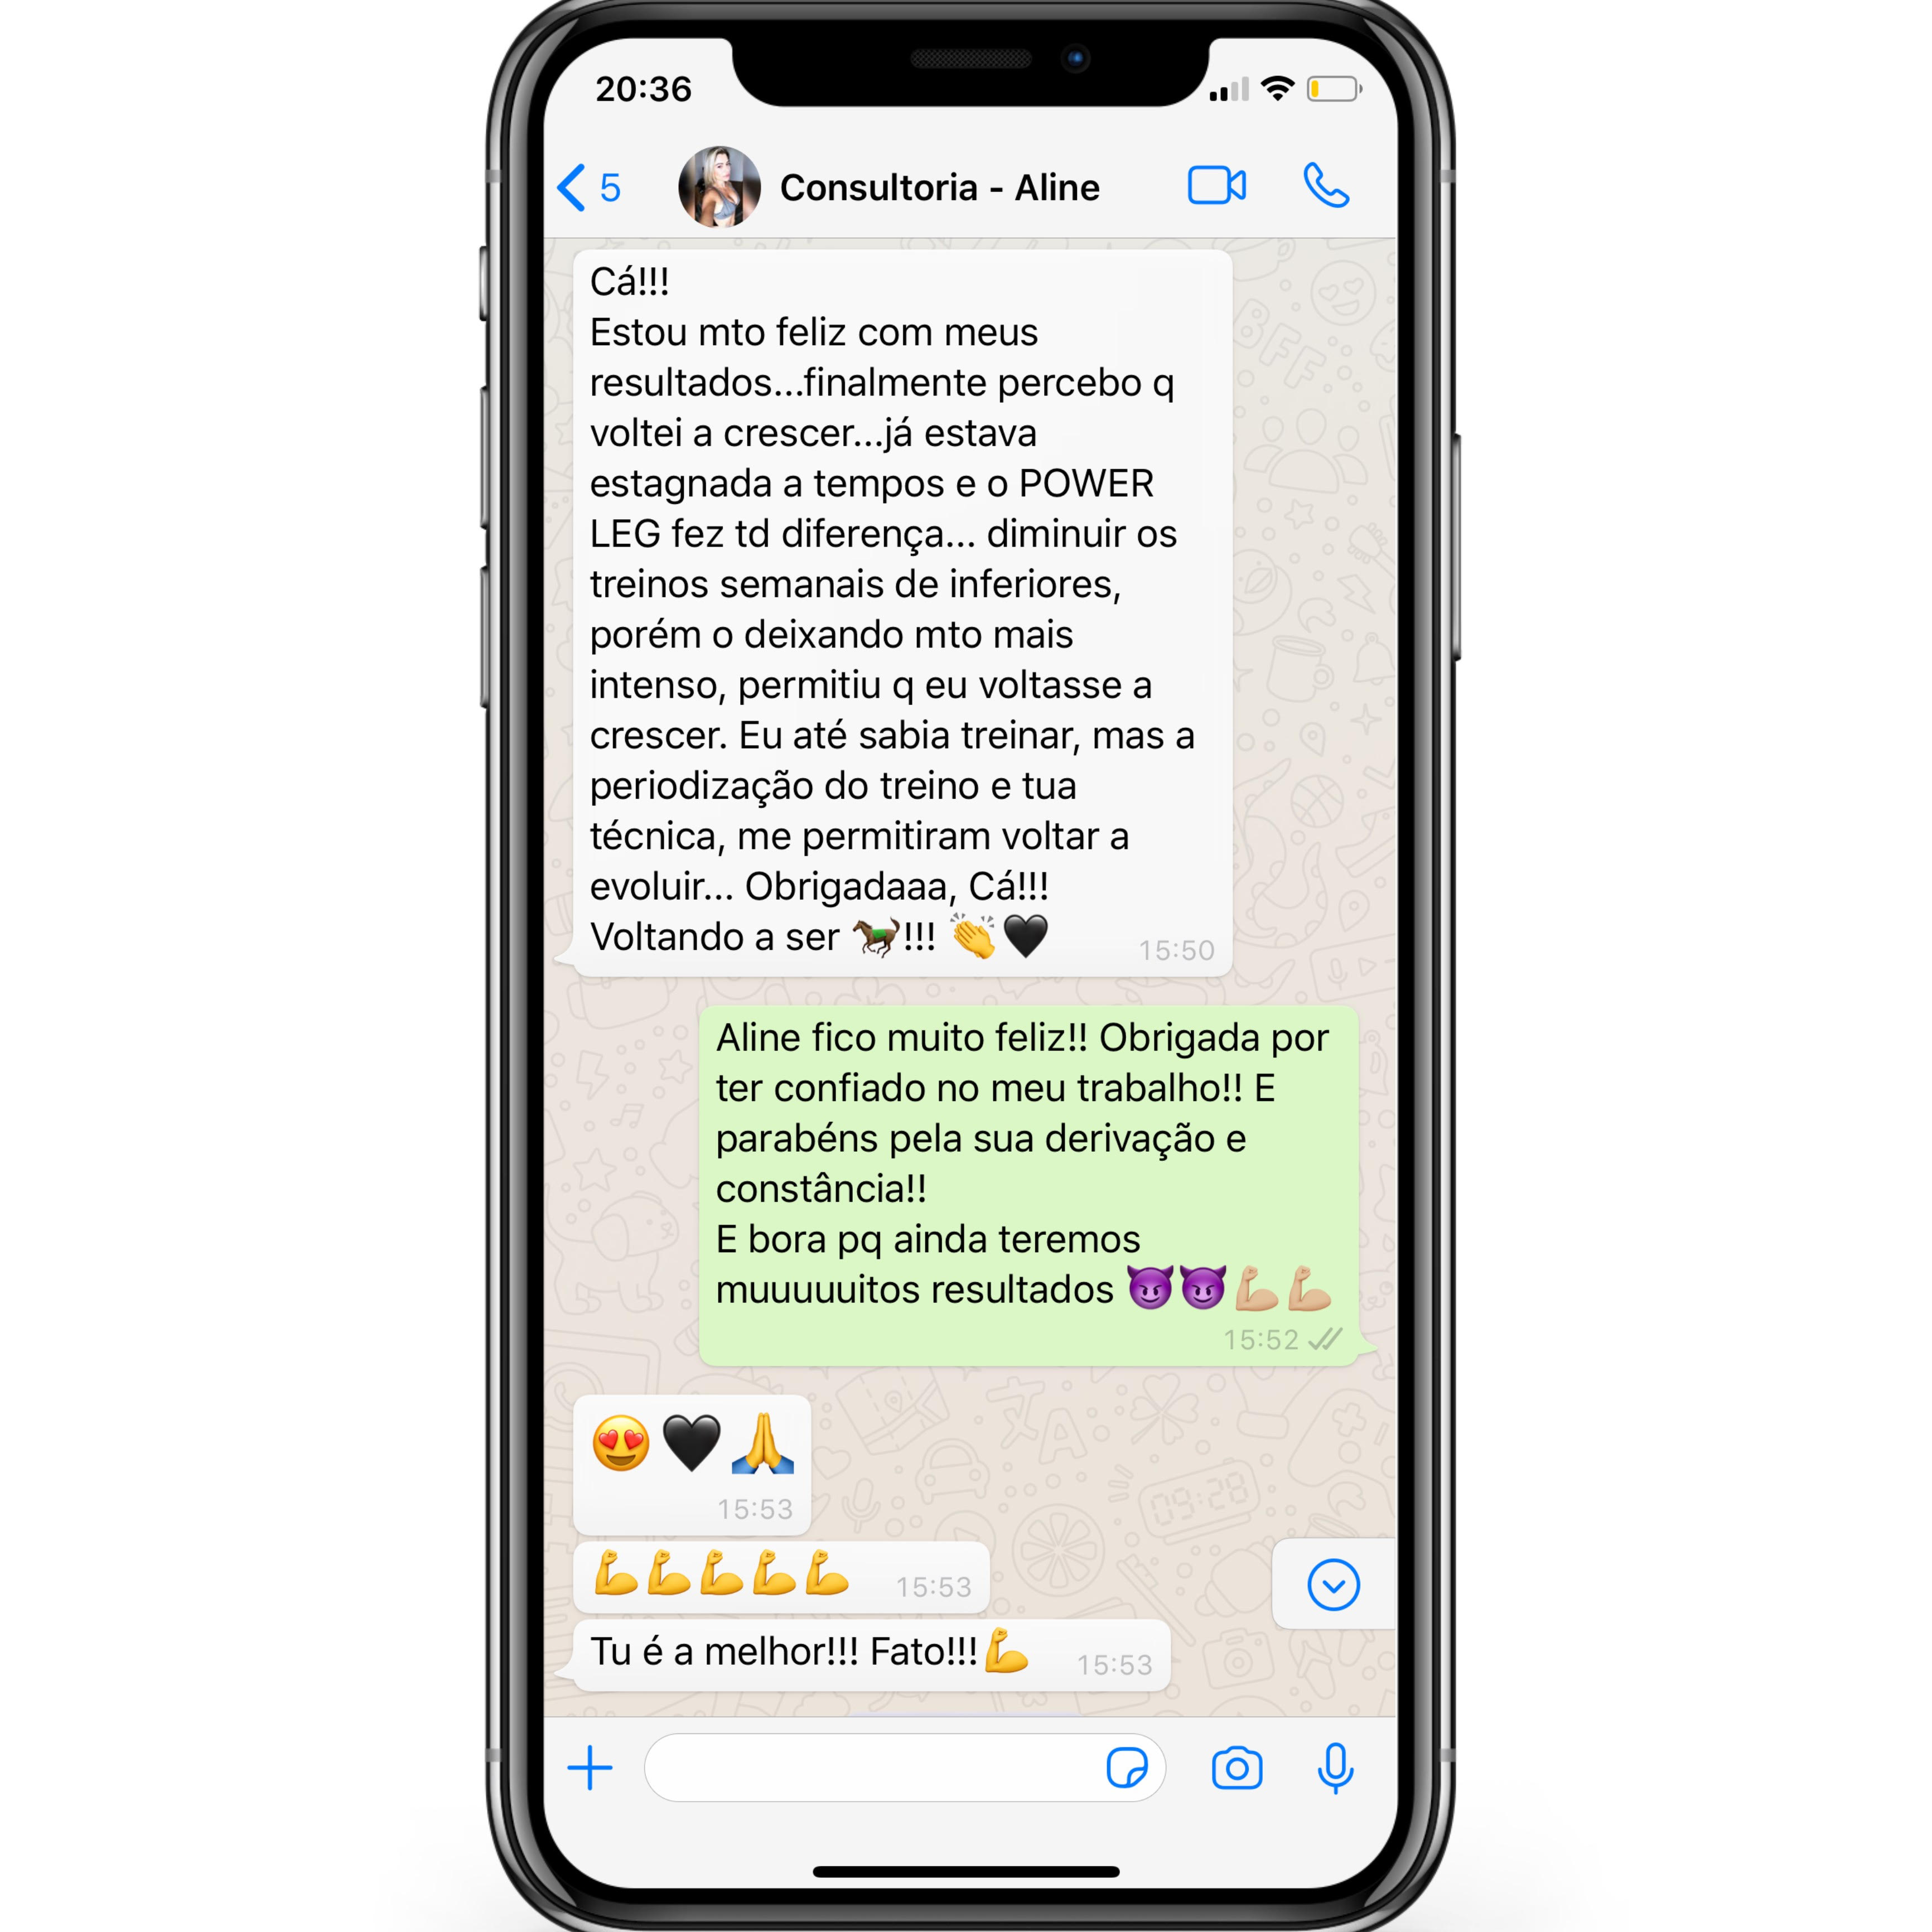 20:36
5
Consultoria - Aline
Cá!!!
Estou mto feliz com meus
resultados...finalmente percebo q
voltei a crescer...já estava
estagnada a tempos e o POWER
LEG fez td diferença... diminuir os
treinos semanais de inferiores,
porém o deixando mto mais
intenso, permitiu q eu voltasse a
crescer. Eu até sabia treinar, mas a
periodização do treino e tua
técnica, me permitiram voltar a
evoluir... Obrigadaaa, Cá!!!
Voltando a ser 🐎!!! 👏🖤
15:50
Aline fico muito feliz!! Obrigada por
ter confiado no meu trabalho!! E
parabéns pela sua derivação e
constância!!
E bora pq ainda teremos
muuuuuitos resultados 😈😈💪🏼💪🏼
15:52
😍🖤🙏
15:53
💪💪💪💪💪 15:53
Tu é a melhor!!! Fato!!!💪 15:53